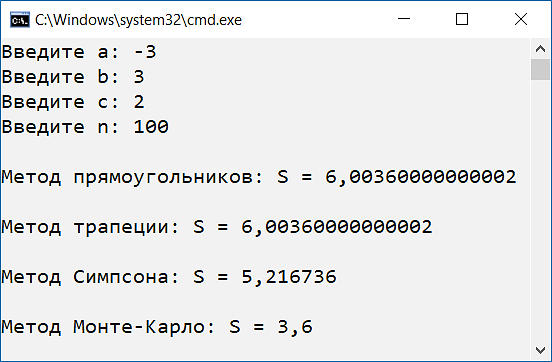 C:\Windows\system32\cmd.exe
Введите a: -3
Введите b: 3
Введите c: 2
Введите n: 100
Метод прямоугольников: S = 6,00360000000002
Метод трапеции: S = 6,00360000000002
Метод Симпсона: S = 5,216736
Метод Монте-Карло: S = 3,6